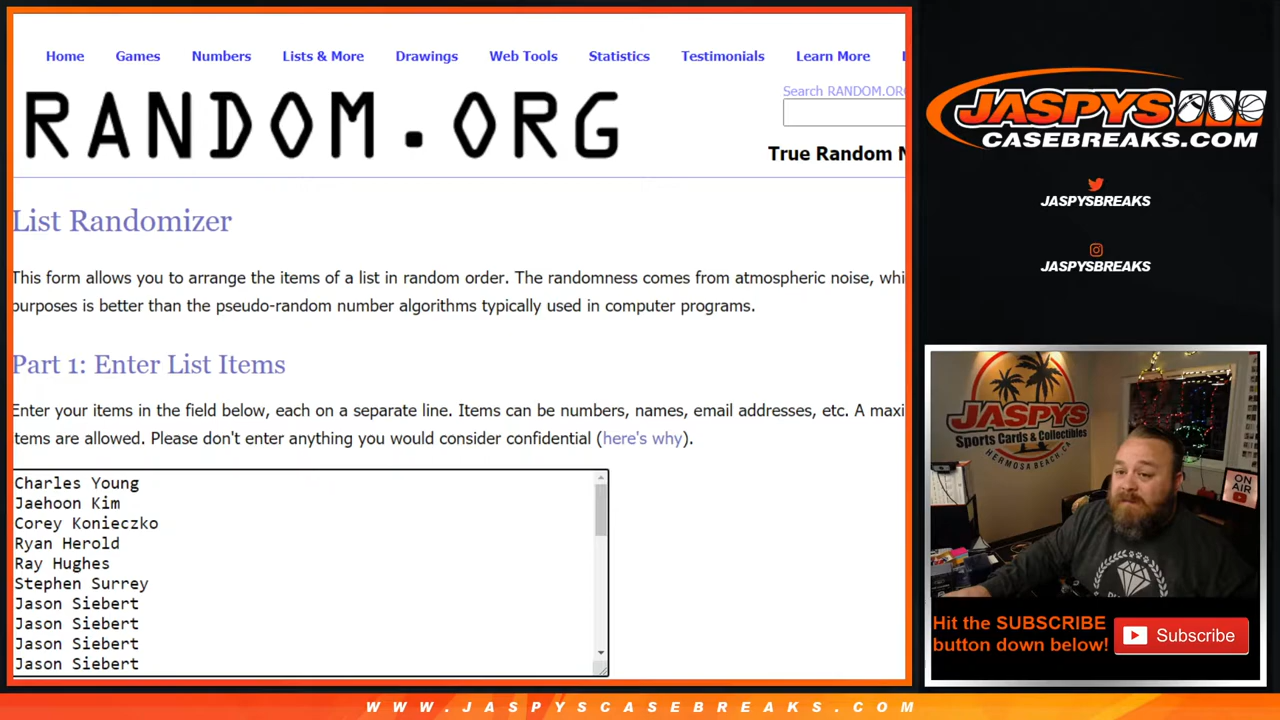 Home Games Numbers Lists & More Drawings Web Tools Statistics Testimonials Learn More
RANDOM.ORG
Search RANDOM.ORG
True Random N
List Randomizer
This form allows you to arrange the items of a list in random order. The randomness comes from atmospheric noise, whi
purposes is better than the pseudo-random number algorithms typically used in computer programs.
Part 1: Enter List Items
Enter your items in the field below, each on a separate line. Items can be numbers, names, email addresses, etc. A maxi
items are allowed. Please don't enter anything you would consider confidential (here's why).
Charles Young
Jaehoon Kim
Corey Konieczko
Ryan Herold
Ray Hughes
Stephen Surrey
Jason Siebert
Jason Siebert
Jason Siebert
Jason Siebert
JASPYS
CASEBREAKS.COM
JASPYSBREAKS
JASPYSBREAKS
JASPYS
Sports Cards & Collectibles
HERMOSA BEACH, CA
ON AIR
Hit the SUBSCRIBE
button down below!
Subscribe
WWW.JASPYSCASEBREAKS.COM